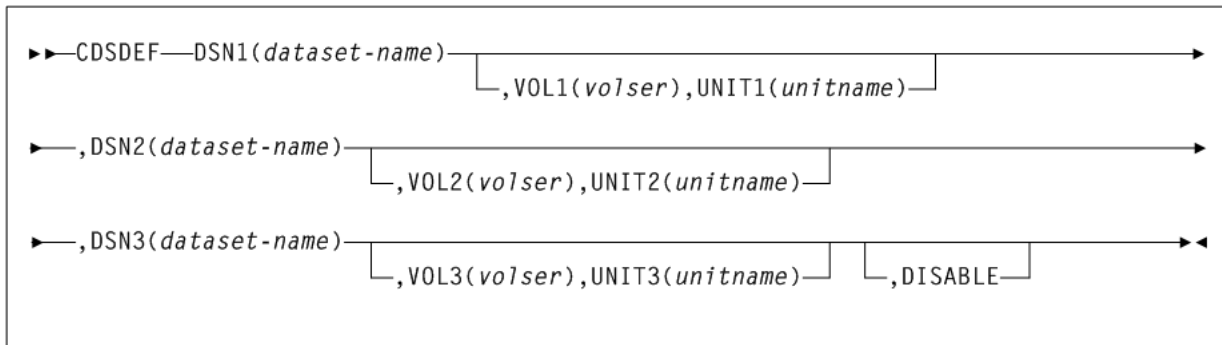 CDSDEF DSN1(dataset-name)
,VOL1(volser),UNIT1(unitname)
,DSN2(dataset-name)
,VOL2(volser),UNIT2(unitname)
,DSN3(dataset-name)
,VOL3(volser),UNIT3(unitname) ,DISABLE